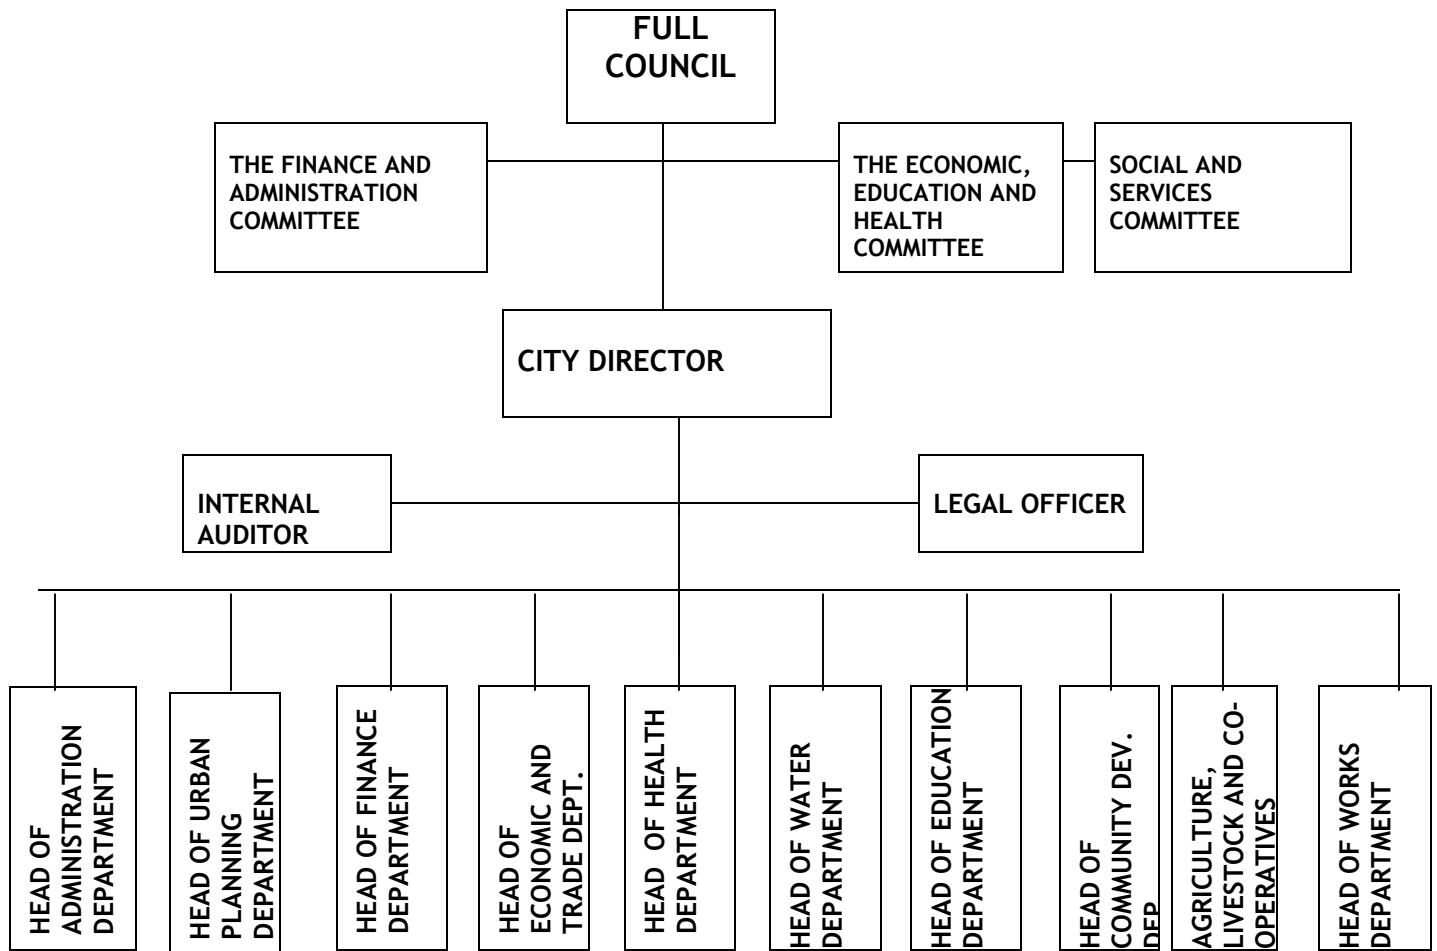 FULL
COUNCIL
THE FINANCE AND
ADMINISTRATION
COMMITTEE
THE ECONOMIC,
EDUCATION AND
HEALTH
COMMITTEE
SOCIAL AND
SERVICES
COMMITTEE
CITY DIRECTOR
INTERNAL
AUDITOR
LEGAL OFFICER
HEAD OF
ADMINISTRATION
DEPARTMENT
HEAD OF URBAN
PLANNING
DEPARTMENT
HEAD OF FINANCE
DEPARTMENT
HEAD OF
ECONOMIC AND
TRADE DEPT.
HEAD OF HEALTH
DEPARTMENT
HEAD OF WATER
DEPARTMENT
HEAD OF EDUCATION
DEPARTMENT
HEAD OF
COMMUNITY DEV.
DEP
AGRICULTURE,
LIVESTOCK AND CO-
OPERATIVES
HEAD OF WORKS
DEPARTMENT